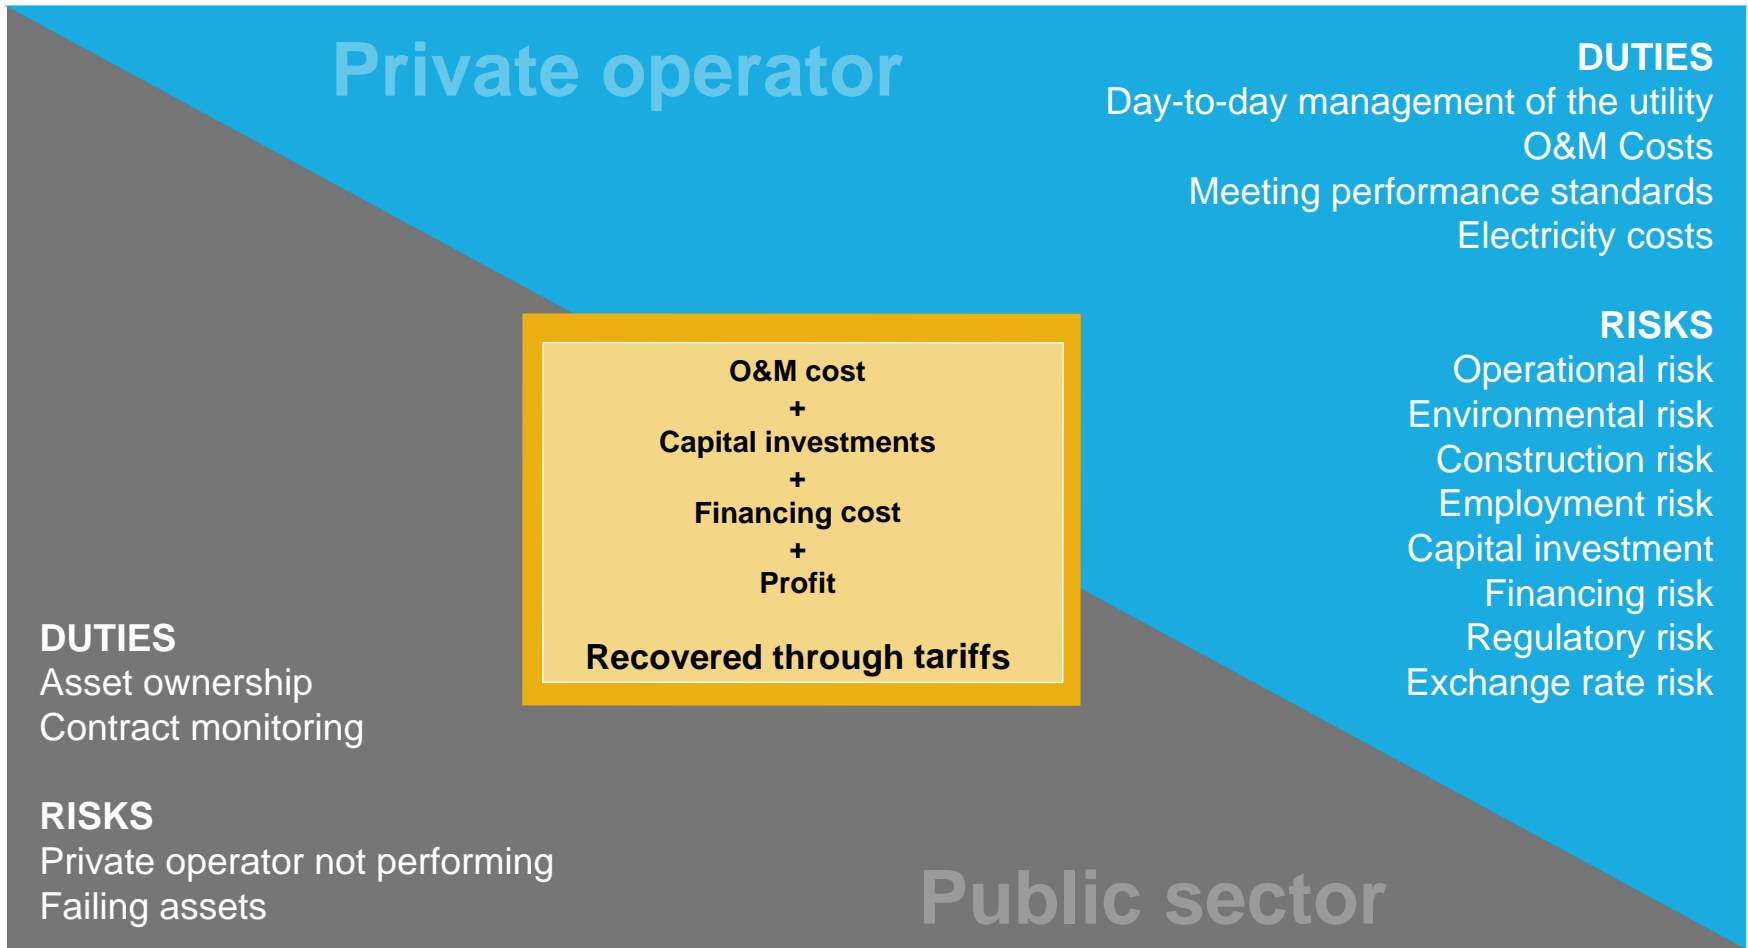 Private operator
DUTIES
Day-to-day management of the utility
O&M Costs
Meeting performance standards
Electricity costs
RISKS
Operational risk
Environmental risk
Construction risk
Employment risk
Capital investment
Financing risk
Regulatory risk
Exchange rate risk
O&M cost
+
Capital investments
+
Financing cost
+
Profit
Recovered through tariffs
DUTIES
Asset ownership
Contract monitoring
RISKS
Private operator not performing
Failing assets
Public sector